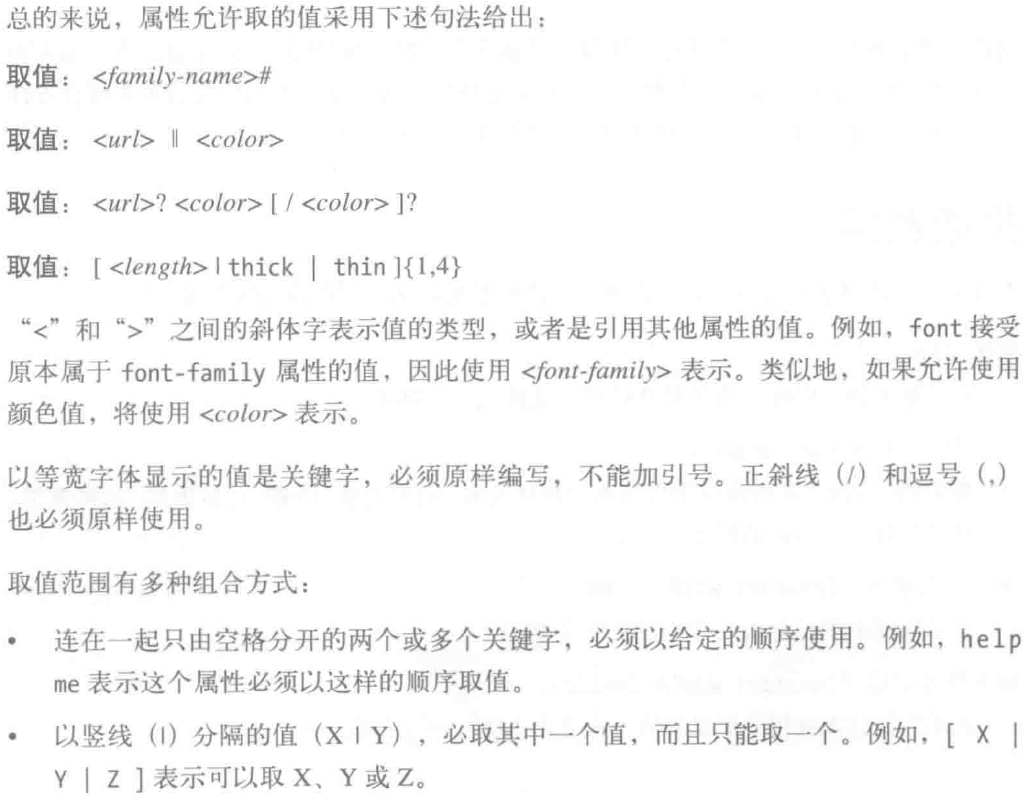 总的来说，属性允许取的值采用下述句法给出：
取值：<family-name>#
取值：<url> || <color>
取值：<url>? <color> [ / <color> ]?
取值：[ <length> | thick | thin ]{1,4}
“<”和“>”之间的斜体字表示值的类型，或者是引用其他属性的值。例如，font 接受
原本属于 font-family 属性的值，因此使用 <font-family> 表示。类似地，如果允许使用
颜色值，将使用 <color> 表示。
以等宽字体显示的值是关键字，必须原样编写，不能加引号。正斜线（/）和逗号（,）
也必须原样使用。
取值范围有多种组合方式：
• 连在一起只由空格分开的两个或多个关键字，必须以给定的顺序使用。例如，help
me 表示这个属性必须以这样的顺序取值。
• 以竖线（|）分隔的值（X | Y），必取其中一个值，而且只能取一个。例如，[ X |
Y | Z ] 表示可以取 X、Y 或 Z。